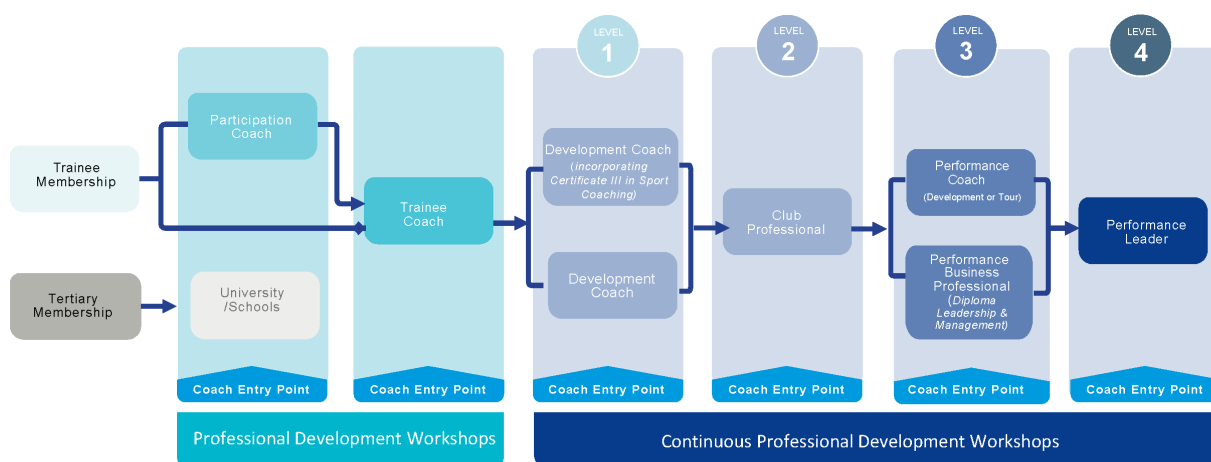 LEVEL
1
LEVEL
2
LEVEL
3
LEVEL
4
Trainee
Membership
Tertiary
Membership
Participation
Coach
University
/Schools
Trainee
Coach
Development Coach
(incorporating
Certificate III in Sport
Coaching)
Development
Coach
Club
Professional
Performance
Coach
(Development or Tour)
Performance
Business
Professional
(Diploma
Leadership &
Management)
Performance
Leader
Coach Entry Point
Coach Entry Point
Coach Entry Point
Coach Entry Point
Coach Entry Point
Coach Entry Point
Professional Development Workshops
Continuous Professional Development Workshops